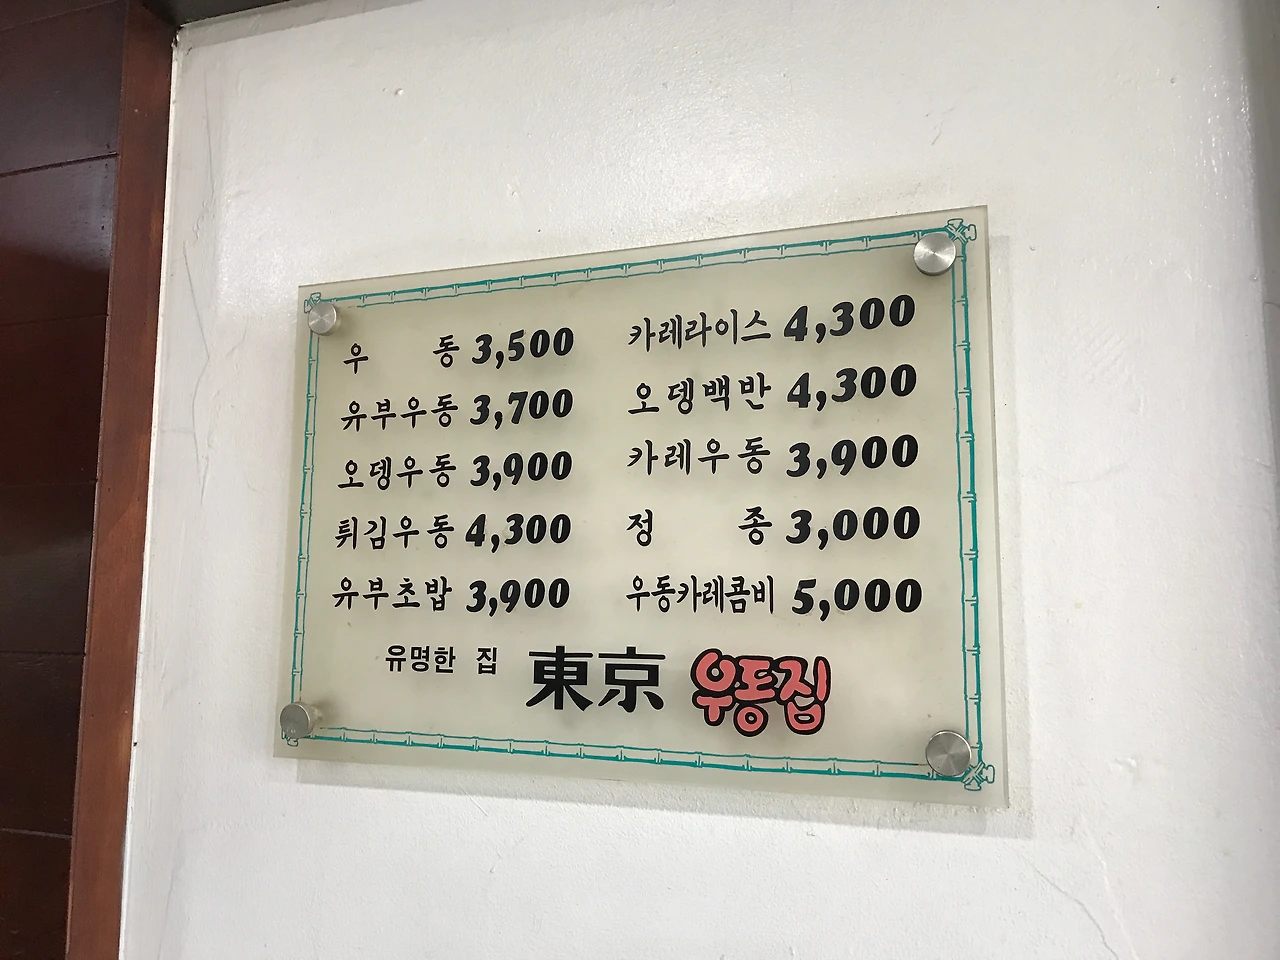 우 동 3,500
유부우동 3,700
오뎅우동 3,900
튀김우동 4,300
유부초밥 3,900
카레라이스 4,300
오뎅백반 4,300
카레우동 3,900
정 종 3,000
우동카레콤비 5,000
유명한 집 東京 우동집